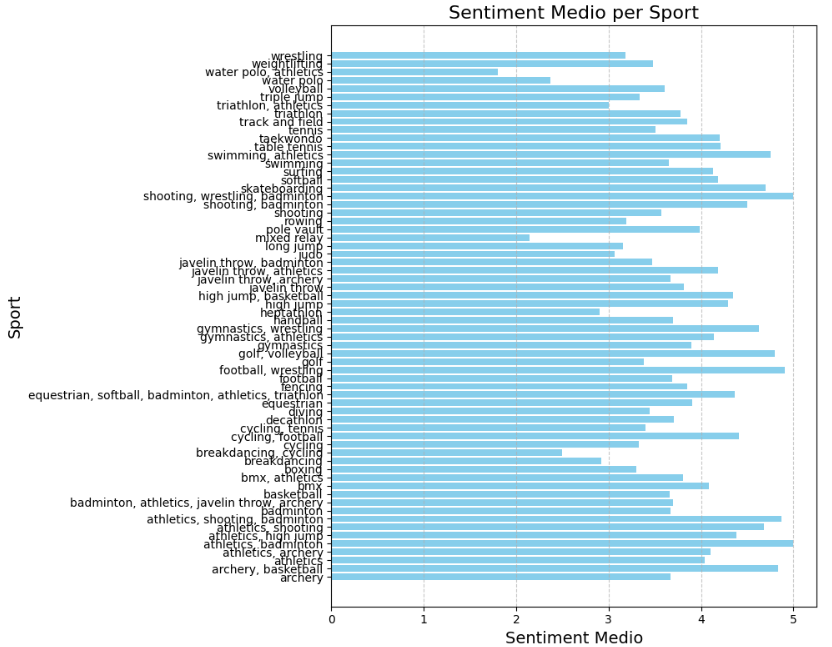 Sentiment Medio per Sport
wrestling
weightlifting
water polo, athletics
water polo
volleyball
triple jump
triathlon, athletics
triathlon
track and field
tennis
taekwondo
table tennis
swimming, athletics
swimming
surfing
softball
skateboarding
shooting, wrestling, badminton
shooting, badminton
shooting
rowing
pole vault
mixed relay
long jump
judo
javelin throw, badminton
javelin throw, athletics
javelin throw, archery
javelin throw
high jump, basketball
high jump
heptathlon
handball
gymnastics, wrestling
gymnastics, athletics
gymnastics
golf, volleyball
golf
football, wrestling
football
fencing
equestrian, softball, badminton, athletics, triathlon
equestrian
diving
decathlon
cycling, tennis
cycling, football
cycling
breakdancing, cycling
breakdancing
boxing
bmx, athletics
bmx
basketball
badminton, athletics, javelin throw, archery
badminton
athletics, shooting, badminton
athletics, shooting
athletics, high jump
athletics, badminton
athletics, archery
athletics
archery, basketball
archery
Sport
0 1 2 3 4 5
Sentiment Medio